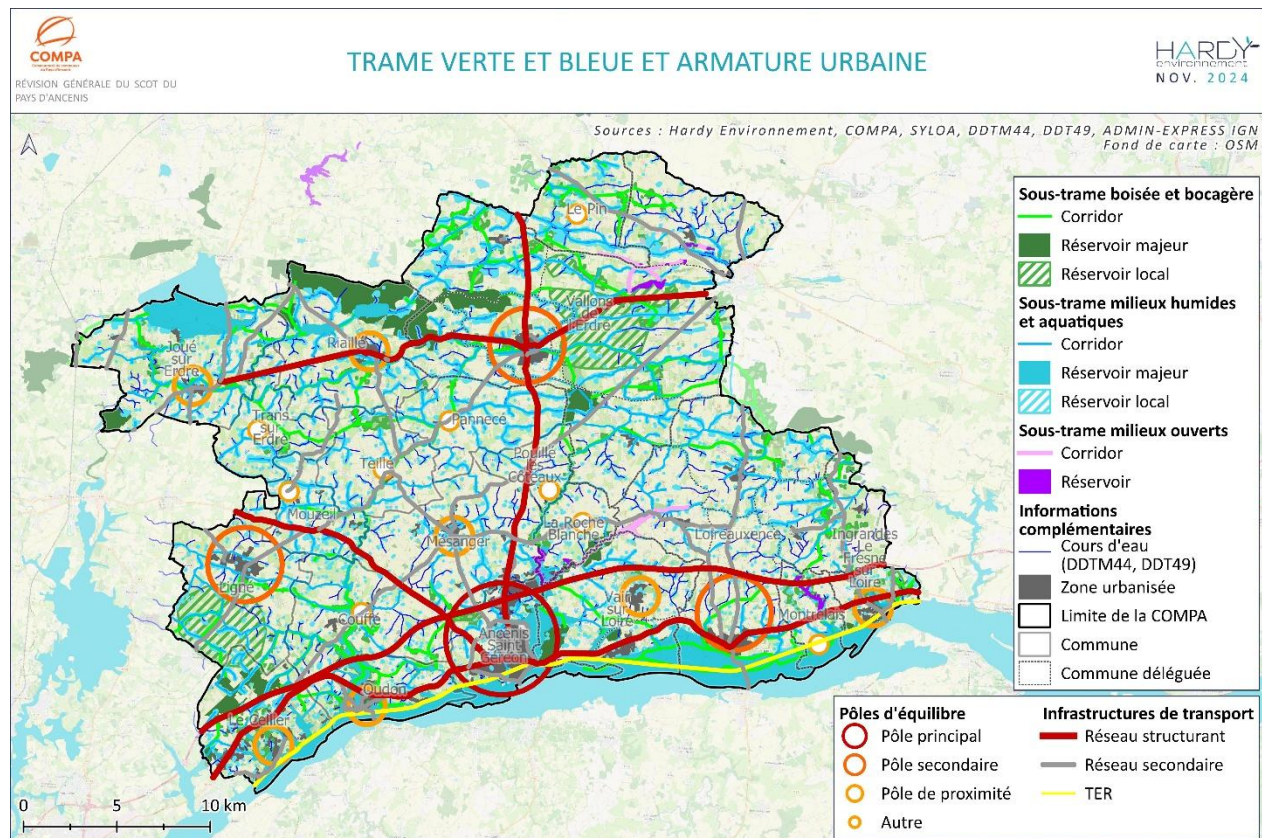 COMPA
RÉVISION GÉNÉRALE DU SCOT DU
PAYS D'ANCENIS
TRAME VERTE ET BLEUE ET ARMATURE URBAINE
HARDY
environnement
NOV. 2024
Sources : Hardy Environnement, COMPA, SYLOA, DDTM44, DDT49, ADMIN-EXPRESS IGN
Fond de carte : OSM
Le Pin
Vallons
de
l'Erdre
Riaillé
Joué
sur
Erdre
Trans
sur
Erdre
Pannecé
Teillé
Pouillé
les
Côteaux
Mouzeil
Mésanger
La Roche
Blanche
Loireauxence
Ingrandes
Le
Fresne
sur
Loire
Ligné
Couffé
Vair
sur
Loire
Montrelais
Ancenis
Saint
Géréon
Oudon
Le Cellier
0 5 10 km
Sous-trame boisée et bocagère
Corridor
Réservoir majeur
Réservoir local
Sous-trame milieux humides
et aquatiques
Corridor
Réservoir majeur
Réservoir local
Sous-trame milieux ouverts
Corridor
Réservoir
Informations
complémentaires
Cours d'eau
(DDTM44, DDT49)
Zone urbanisée
Limite de la COMPA
Commune
Commune déléguée
Pôles d'équilibre
Pôle principal
Pôle secondaire
Pôle de proximité
Autre
Infrastructures de transport
Réseau structurant
Réseau secondaire
TER